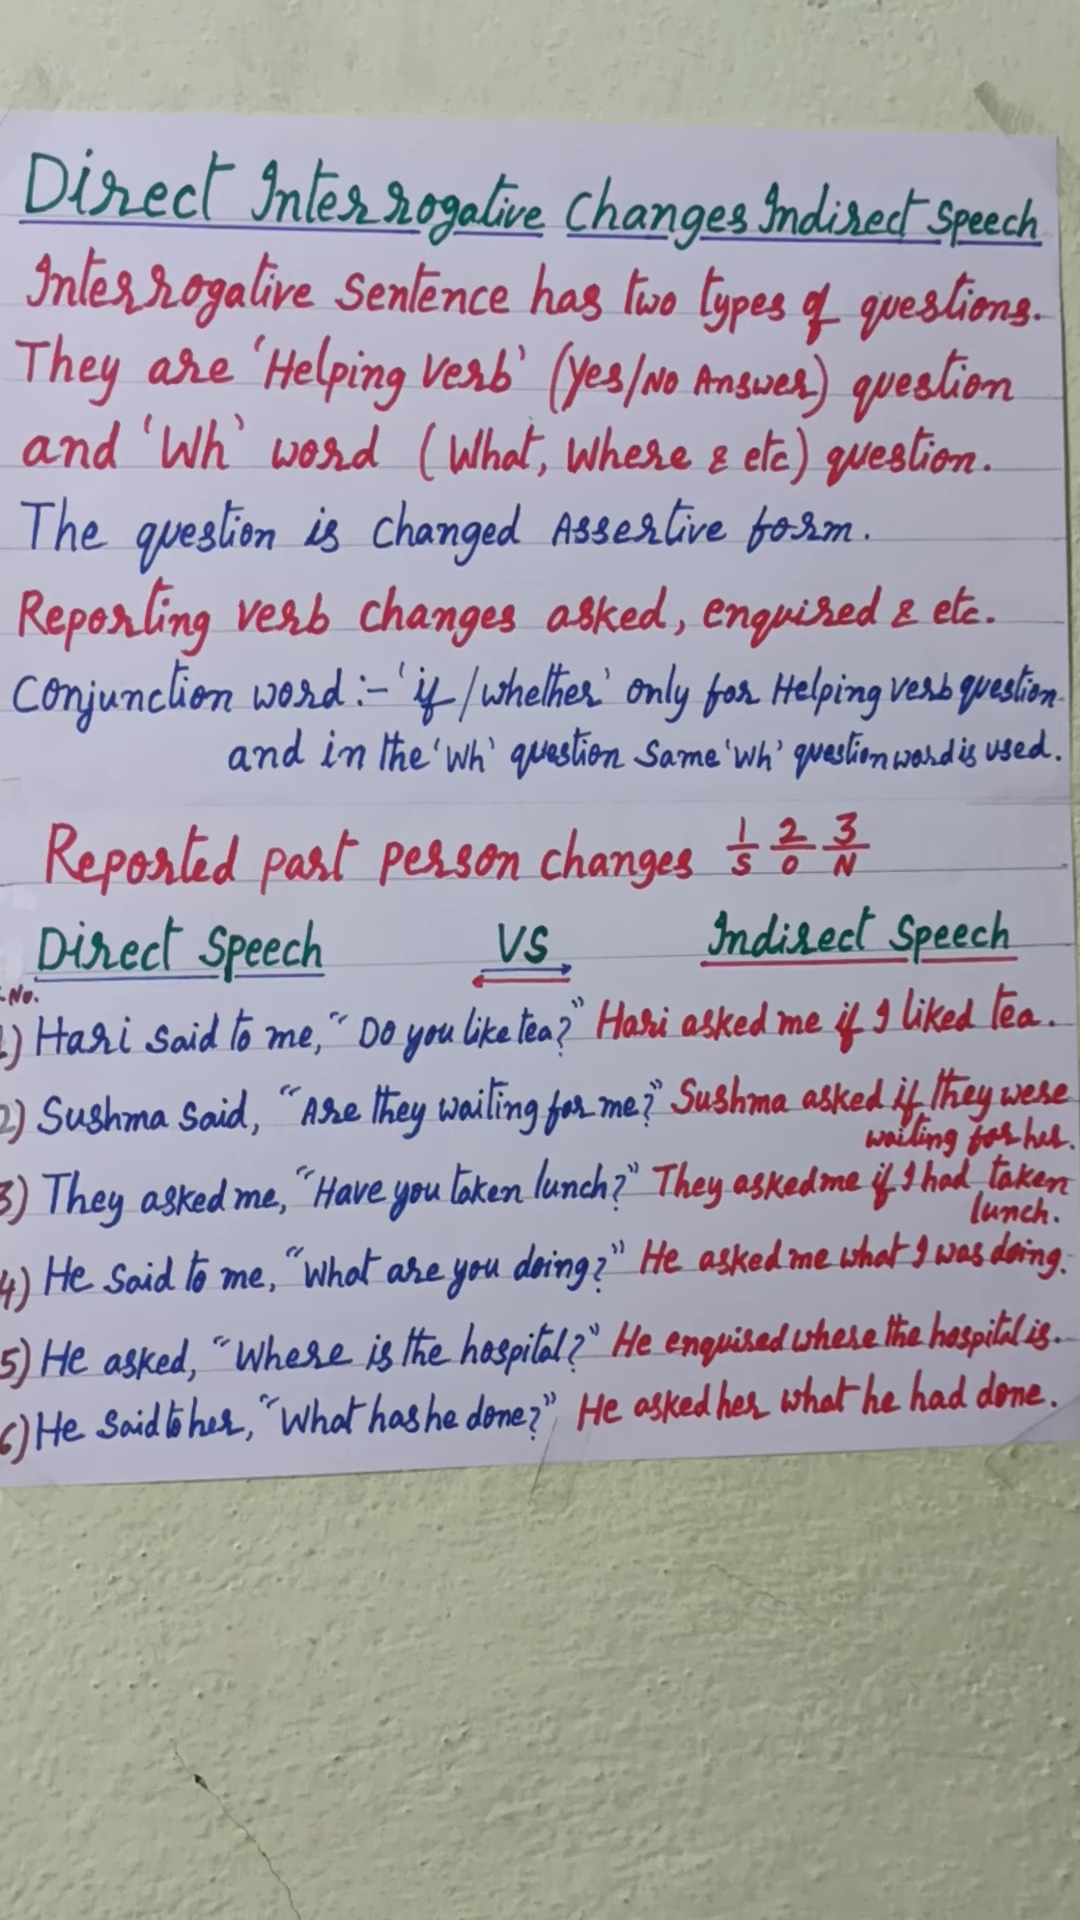 Direct Interrogative Changes Indirect Speech
Interrogative sentence has two types of questions.
They are 'Helping verb' (Yes/No Answer) question
and 'Wh' word (What, Where & etc) question.
The question is changed Assertive form.
Reporting verb changes asked, enquired & etc.
Conjunction word :- 'if/whether' only for Helping verb question
and in the 'Wh' question same 'Wh' question word is used.
Reported part person changes 1/S 2/O 3/N
Direct Speech VS Indirect Speech
No.
1) Hari said to me, "Do you like tea?" Hari asked me if I liked tea.
2) Sushma said, "Are they waiting for me?" Sushma asked if they were
waiting for her.
3) They asked me, "Have you taken lunch?" They asked me if I had taken
lunch.
4) He said to me, "What are you doing?" He asked me what I was doing.
5) He asked, "Where is the hospital?" He enquired where the hospital is.
6) He said to her, "What has he done?" He asked her what he had done.